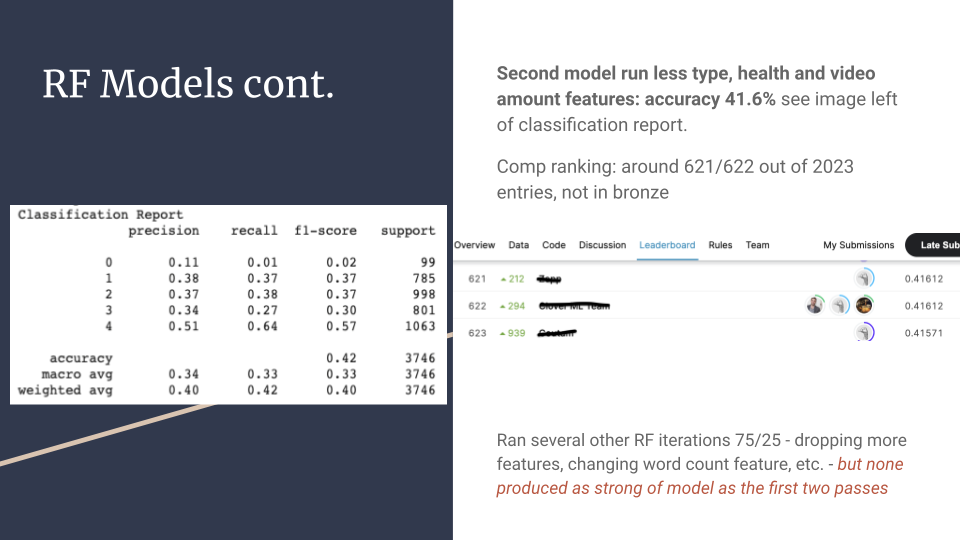 RF Models cont.
Classification Report
precision recall f1-score support
0 0.11 0.01 0.02 99
1 0.38 0.37 0.37 785
2 0.37 0.38 0.37 998
3 0.34 0.27 0.30 801
4 0.51 0.64 0.57 1063
accuracy 0.42 3746
macro avg 0.34 0.33 0.33 3746
weighted avg 0.40 0.42 0.40 3746
Second model run less type, health and video
amount features: accuracy 41.6% see image left
of classification report.
Comp ranking: around 621/622 out of 2023
entries, not in bronze
Overview Data Code Discussion Leaderboard Rules Team My Submissions Late Sub
621 212 0.41612
622 294 0.41612
623 939 0.41571
Ran several other RF iterations 75/25 - dropping more
features, changing word count feature, etc. - but none
produced as strong of model as the first two passes